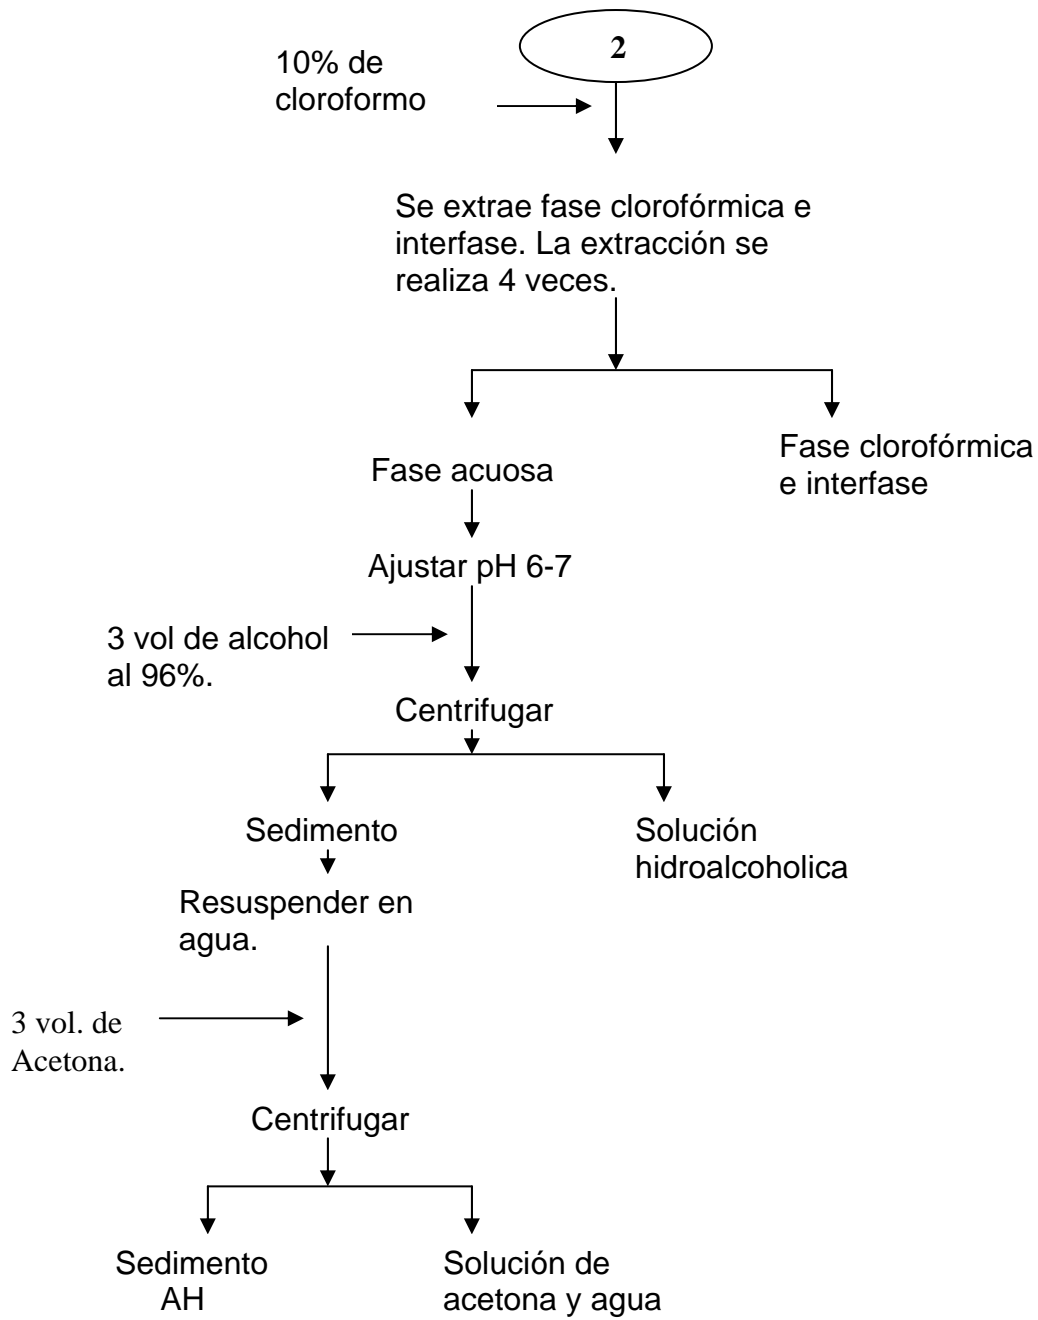 2
10% de
cloroformo
Se extrae fase clorofórmica e
interfase. La extracción se
realiza 4 veces.
Fase clorofórmica
e interfase
Fase acuosa
Ajustar pH 6-7
3 vol de alcohol
al 96%.
Centrifugar
Sedimento
Solución
hidroalcoholica
Resuspender en
agua.
3 vol. de
Acetona.
Centrifugar
Sedimento
AH
Solución de
acetona y agua